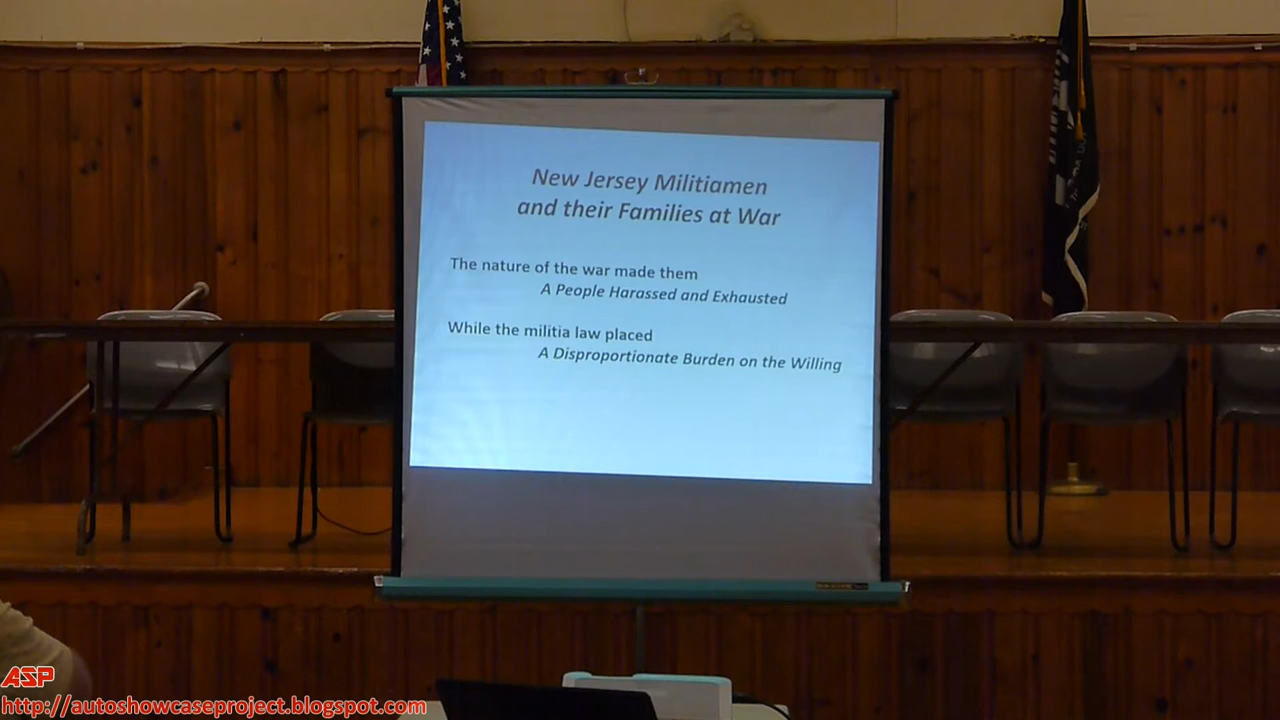 New Jersey Militiamen
and their Families at War
The nature of the war made them
A People Harassed and Exhausted
While the militia law placed
A Disproportionate Burden on the Willing
ASP
http://autoshowcaseproject.blogspot.com